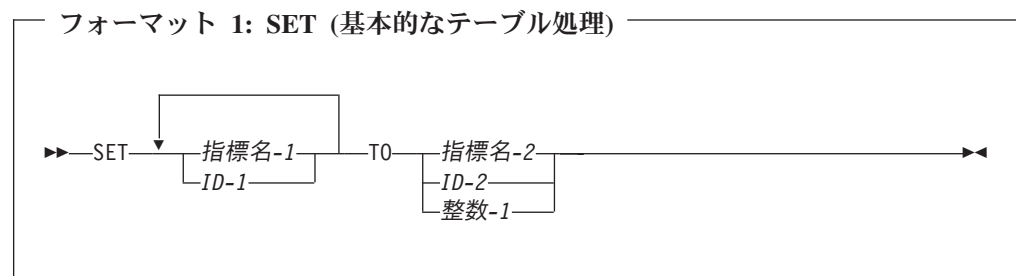 フォーマット 1: SET (基本的なテーブル処理)
SET 指標名-1 TO 指標名-2
ID-1 ID-2
整数-1